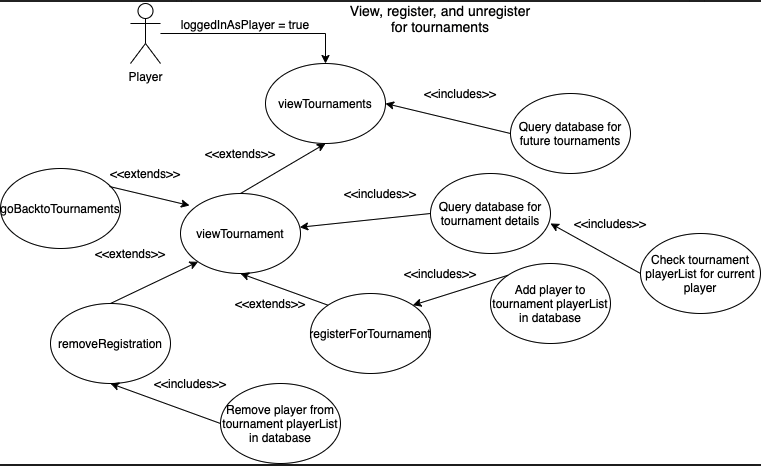 View, register, and unregister
for tournaments
loggedInAsPlayer = true
Player
viewTournaments
<<includes>>
Query database for
future tournaments
<<extends>>
<<extends>>
goBacktoTournaments
viewTournament
<<includes>>
Query database for
tournament details
<<includes>>
Check tournament
playerList for current
player
<<extends>>
<<includes>>
Add player to
tournament playerList
in database
<<extends>>
registerForTournament
removeRegistration
<<includes>>
Remove player from
tournament playerList
in database